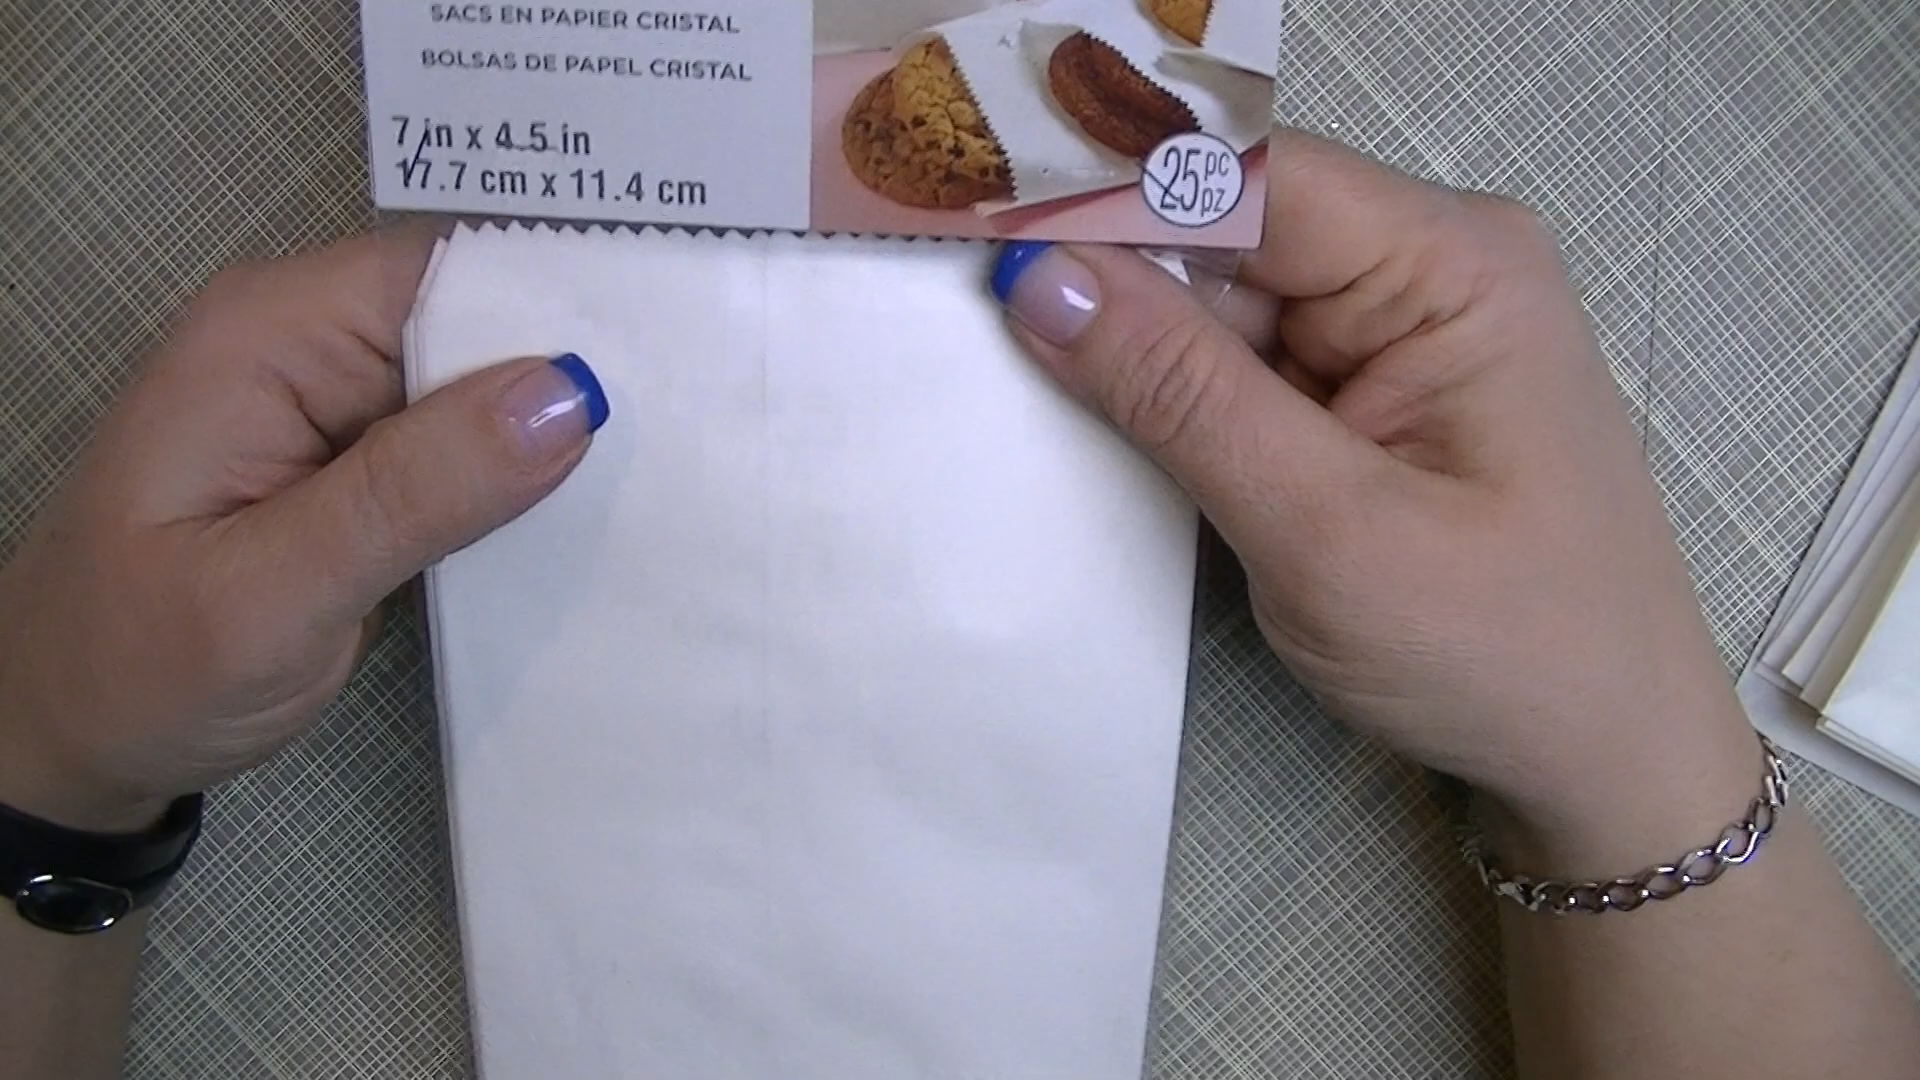 SACS EN PAPIER CRISTAL
BOLSAS DE PAPEL CRISTAL
7 in x 4.5 in
17.7 cm x 11.4 cm
25 pc
pz